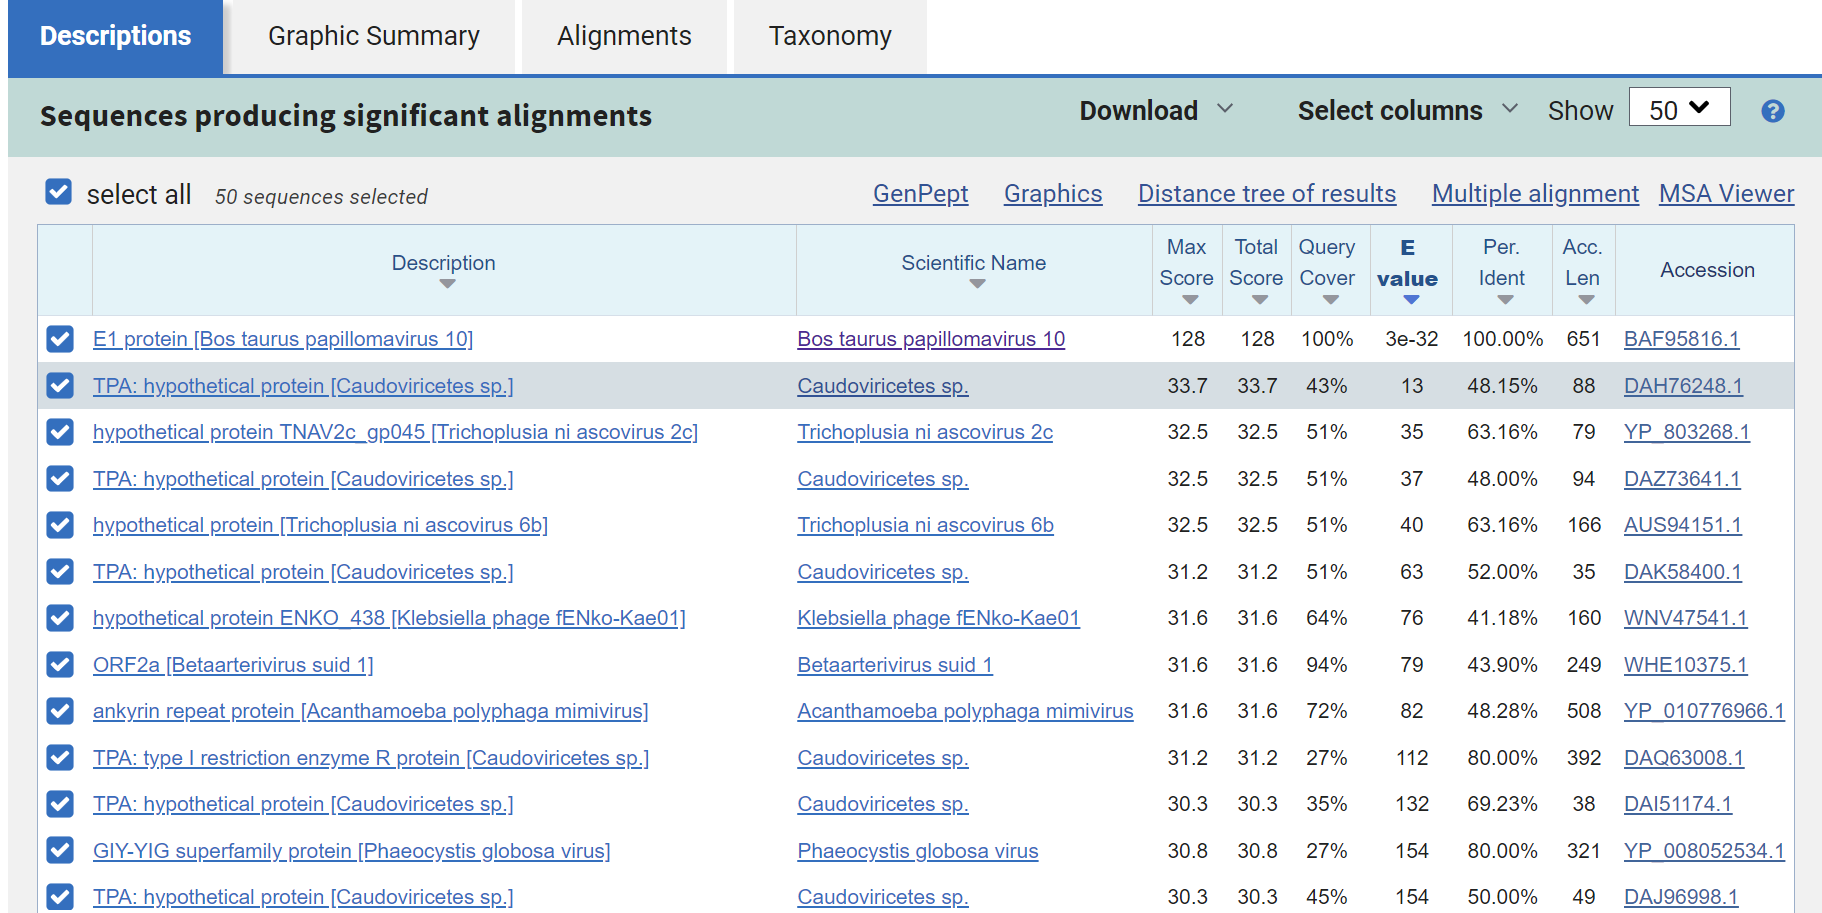 Descriptions Graphic Summary Alignments Taxonomy
Sequences producing significant alignments Download Select columns Show 50 ?
select all 50 sequences selected GenPept Graphics Distance tree of results Multiple alignment MSA Viewer
Description Scientific Name Max Score Total Score Query Cover E value Per. Ident Acc. Len Accession
E1 protein [Bos taurus papillomavirus 10] Bos taurus papillomavirus 10 128 128 100% 3e-32 100.00% 651 BAF95816.1
TPA: hypothetical protein [Caudoviricetes sp.] Caudoviricetes sp. 33.7 33.7 43% 13 48.15% 88 DAH76248.1
hypothetical protein TNAV2c_gp045 [Trichoplusia ni ascovirus 2c] Trichoplusia ni ascovirus 2c 32.5 32.5 51% 35 63.16% 79 YP_803268.1
TPA: hypothetical protein [Caudoviricetes sp.] Caudoviricetes sp. 32.5 32.5 51% 37 48.00% 94 DAZ73641.1
hypothetical protein [Trichoplusia ni ascovirus 6b] Trichoplusia ni ascovirus 6b 32.5 32.5 51% 40 63.16% 166 AUS94151.1
TPA: hypothetical protein [Caudoviricetes sp.] Caudoviricetes sp. 31.2 31.2 51% 63 52.00% 35 DAK58400.1
hypothetical protein ENKO_438 [Klebsiella phage fENko-Kae01] Klebsiella phage fENko-Kae01 31.6 31.6 64% 76 41.18% 160 WNV47541.1
ORF2a [Betaarterivirus suid 1] Betaarterivirus suid 1 31.6 31.6 94% 79 43.90% 249 WHE10375.1
ankyrin repeat protein [Acanthamoeba polyphaga mimivirus] Acanthamoeba polyphaga mimivirus 31.6 31.6 72% 82 48.28% 508 YP_010776966.1
TPA: type I restriction enzyme R protein [Caudoviricetes sp.] Caudoviricetes sp. 31.2 31.2 27% 112 80.00% 392 DAQ63008.1
TPA: hypothetical protein [Caudoviricetes sp.] Caudoviricetes sp. 30.3 30.3 35% 132 69.23% 38 DAI51174.1
GIY-YIG superfamily protein [Phaeocystis globosa virus] Phaeocystis globosa virus 30.8 30.8 27% 154 80.00% 321 YP_008052534.1
TPA: hypothetical protein [Caudoviricetes sp.] Caudoviricetes sp. 30.3 30.3 45% 154 50.00% 49 DAJ96998.1